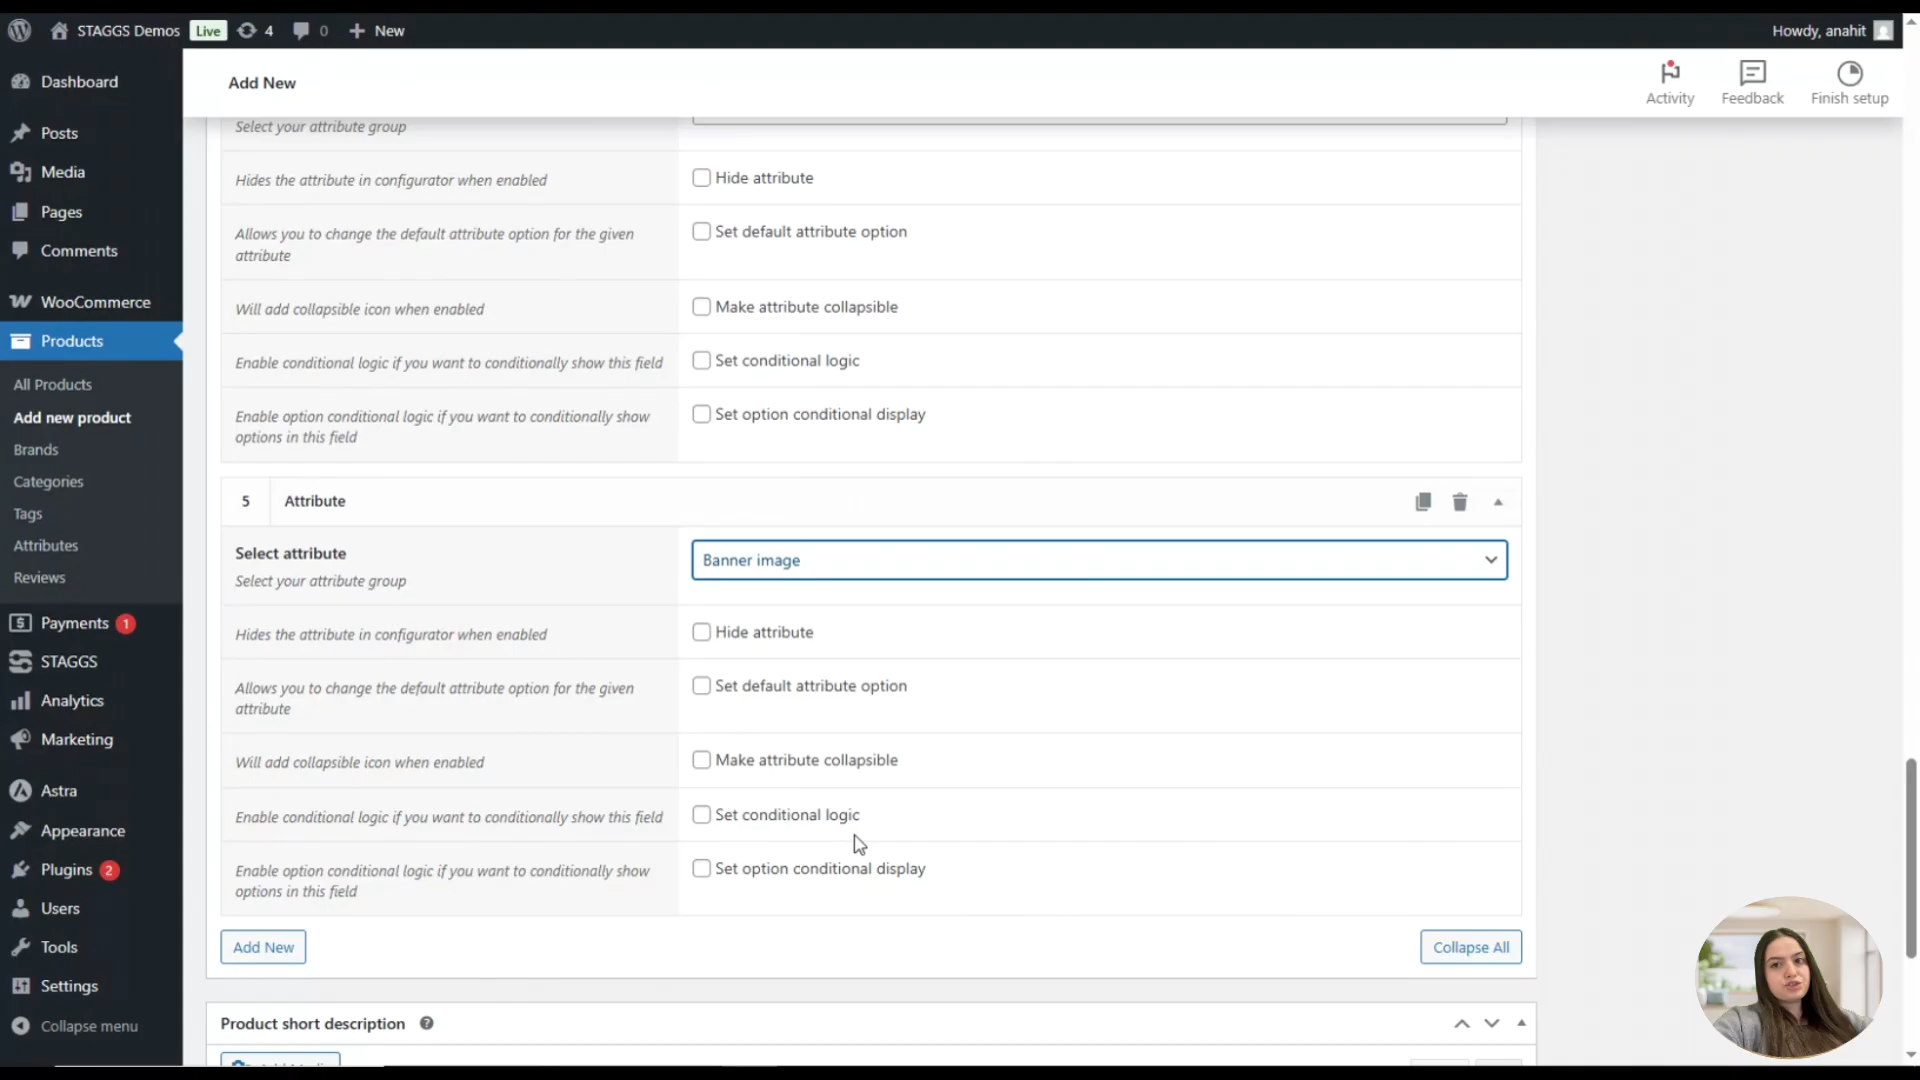 STAGGS Demos
Live
4
0
New
Howdy, anahit
Dashboard
Posts
Media
Pages
Comments
WooCommerce
Products
All Products
Add new product
Brands
Categories
Tags
Attributes
Reviews
Payments 1
STAGGS
Analytics
Marketing
Astra
Appearance
Plugins 2
Users
Tools
Settings
Collapse menu
Add New
Activity
Feedback
Finish setup
Select your attribute group
Hides the attribute in configurator when enabled
Hide attribute
Allows you to change the default attribute option for the given
attribute
Set default attribute option
Will add collapsible icon when enabled
Make attribute collapsible
Enable conditional logic if you want to conditionally show this field
Set conditional logic
Enable option conditional logic if you want to conditionally show
options in this field
Set option conditional display
5
Attribute
Select attribute
Select your attribute group
Banner image
Hides the attribute in configurator when enabled
Hide attribute
Allows you to change the default attribute option for the given
attribute
Set default attribute option
Will add collapsible icon when enabled
Make attribute collapsible
Enable conditional logic if you want to conditionally show this field
Set conditional logic
Enable option conditional logic if you want to conditionally show
options in this field
Set option conditional display
Add New
Collapse All
Product short description